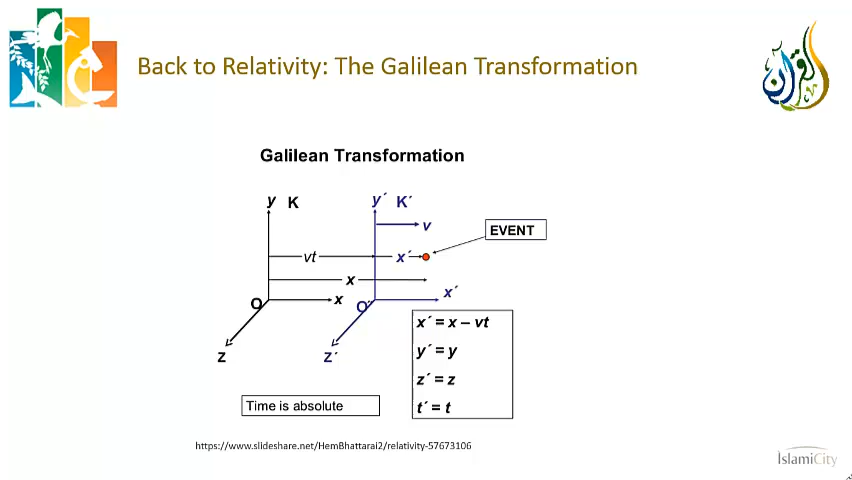 Back to Relativity: The Galilean Transformation
القرآن
Galilean Transformation
y K
y´ K´
v
EVENT
vt
x´
x
O
x
O´
x´
z
z´
x´ = x – vt
y´ = y
z´ = z
t´ = t
Time is absolute
https://www.slideshare.net/HemBhattarai2/relativity-57673106
IslamiCity